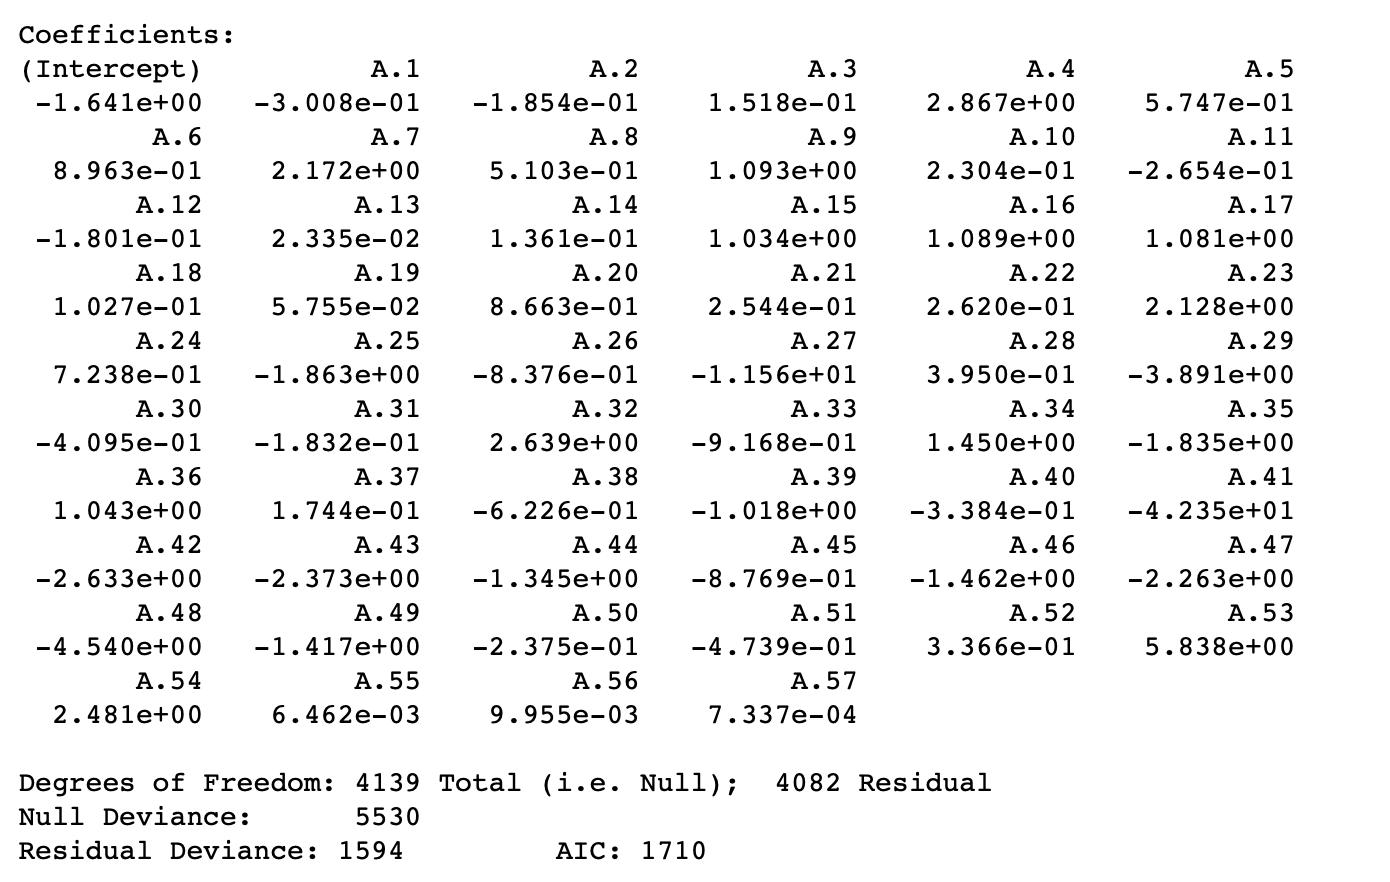 Coefficients:
(Intercept)          A.1          A.2          A.3          A.4          A.5
 -1.641e+00   -3.008e-01   -1.854e-01    1.518e-01    2.867e+00    5.747e-01
        A.6          A.7          A.8          A.9         A.10         A.11
  8.963e-01    2.172e+00    5.103e-01    1.093e+00    2.304e-01   -2.654e-01
       A.12         A.13         A.14         A.15         A.16         A.17
 -1.801e-01    2.335e-02    1.361e-01    1.034e+00    1.089e+00    1.081e+00
       A.18         A.19         A.20         A.21         A.22         A.23
  1.027e-01    5.755e-02    8.663e-01    2.544e-01    2.620e-01    2.128e+00
       A.24         A.25         A.26         A.27         A.28         A.29
  7.238e-01   -1.863e+00   -8.376e-01   -1.156e+01    3.950e-01   -3.891e+00
       A.30         A.31         A.32         A.33         A.34         A.35
 -4.095e-01   -1.832e-01    2.639e+00   -9.168e-01    1.450e+00   -1.835e+00
       A.36         A.37         A.38         A.39         A.40         A.41
  1.043e+00    1.744e-01   -6.226e-01   -1.018e+00   -3.384e-01   -4.235e+01
       A.42         A.43         A.44         A.45         A.46         A.47
 -2.633e+00   -2.373e+00   -1.345e+00   -8.769e-01   -1.462e+00   -2.263e+00
       A.48         A.49         A.50         A.51         A.52         A.53
 -4.540e+00   -1.417e+00   -2.375e-01   -4.739e-01    3.366e-01    5.838e+00
       A.54         A.55         A.56         A.57
  2.481e+00    6.462e-03    9.955e-03    7.337e-04
Degrees of Freedom: 4139 Total (i.e. Null);  4082 Residual
Null Deviance:      5530
Residual Deviance: 1594         AIC: 1710